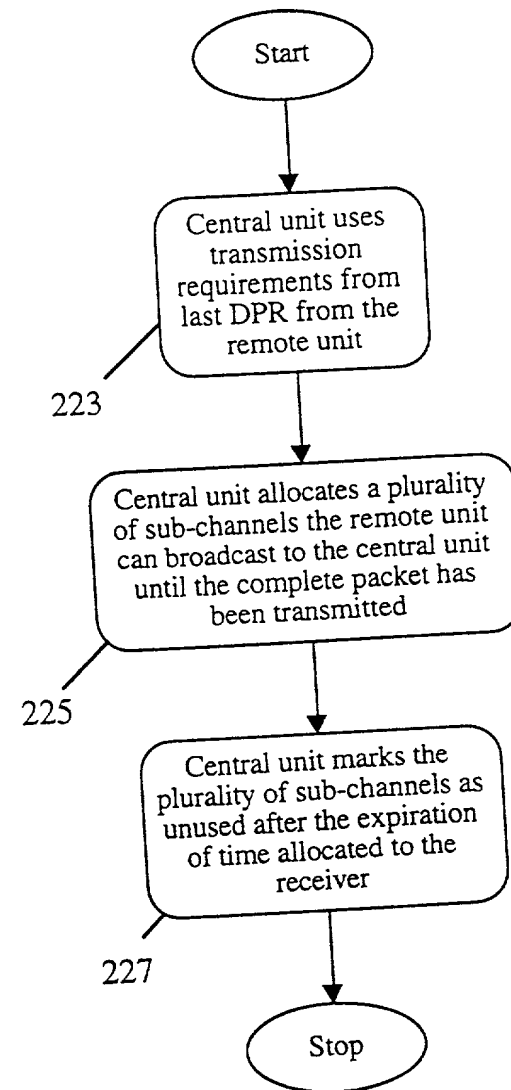 Start
Central unit uses
transmission
requirements from
last DPR from the
remote unit
223
Central unit allocates a plurality
of sub-channels the remote unit
can broadcast to the central unit
until the complete packet has
been transmitted
225
Central unit marks the
plurality of sub-channels as
unused after the expiration
of time allocated to the
receiver
227
Stop